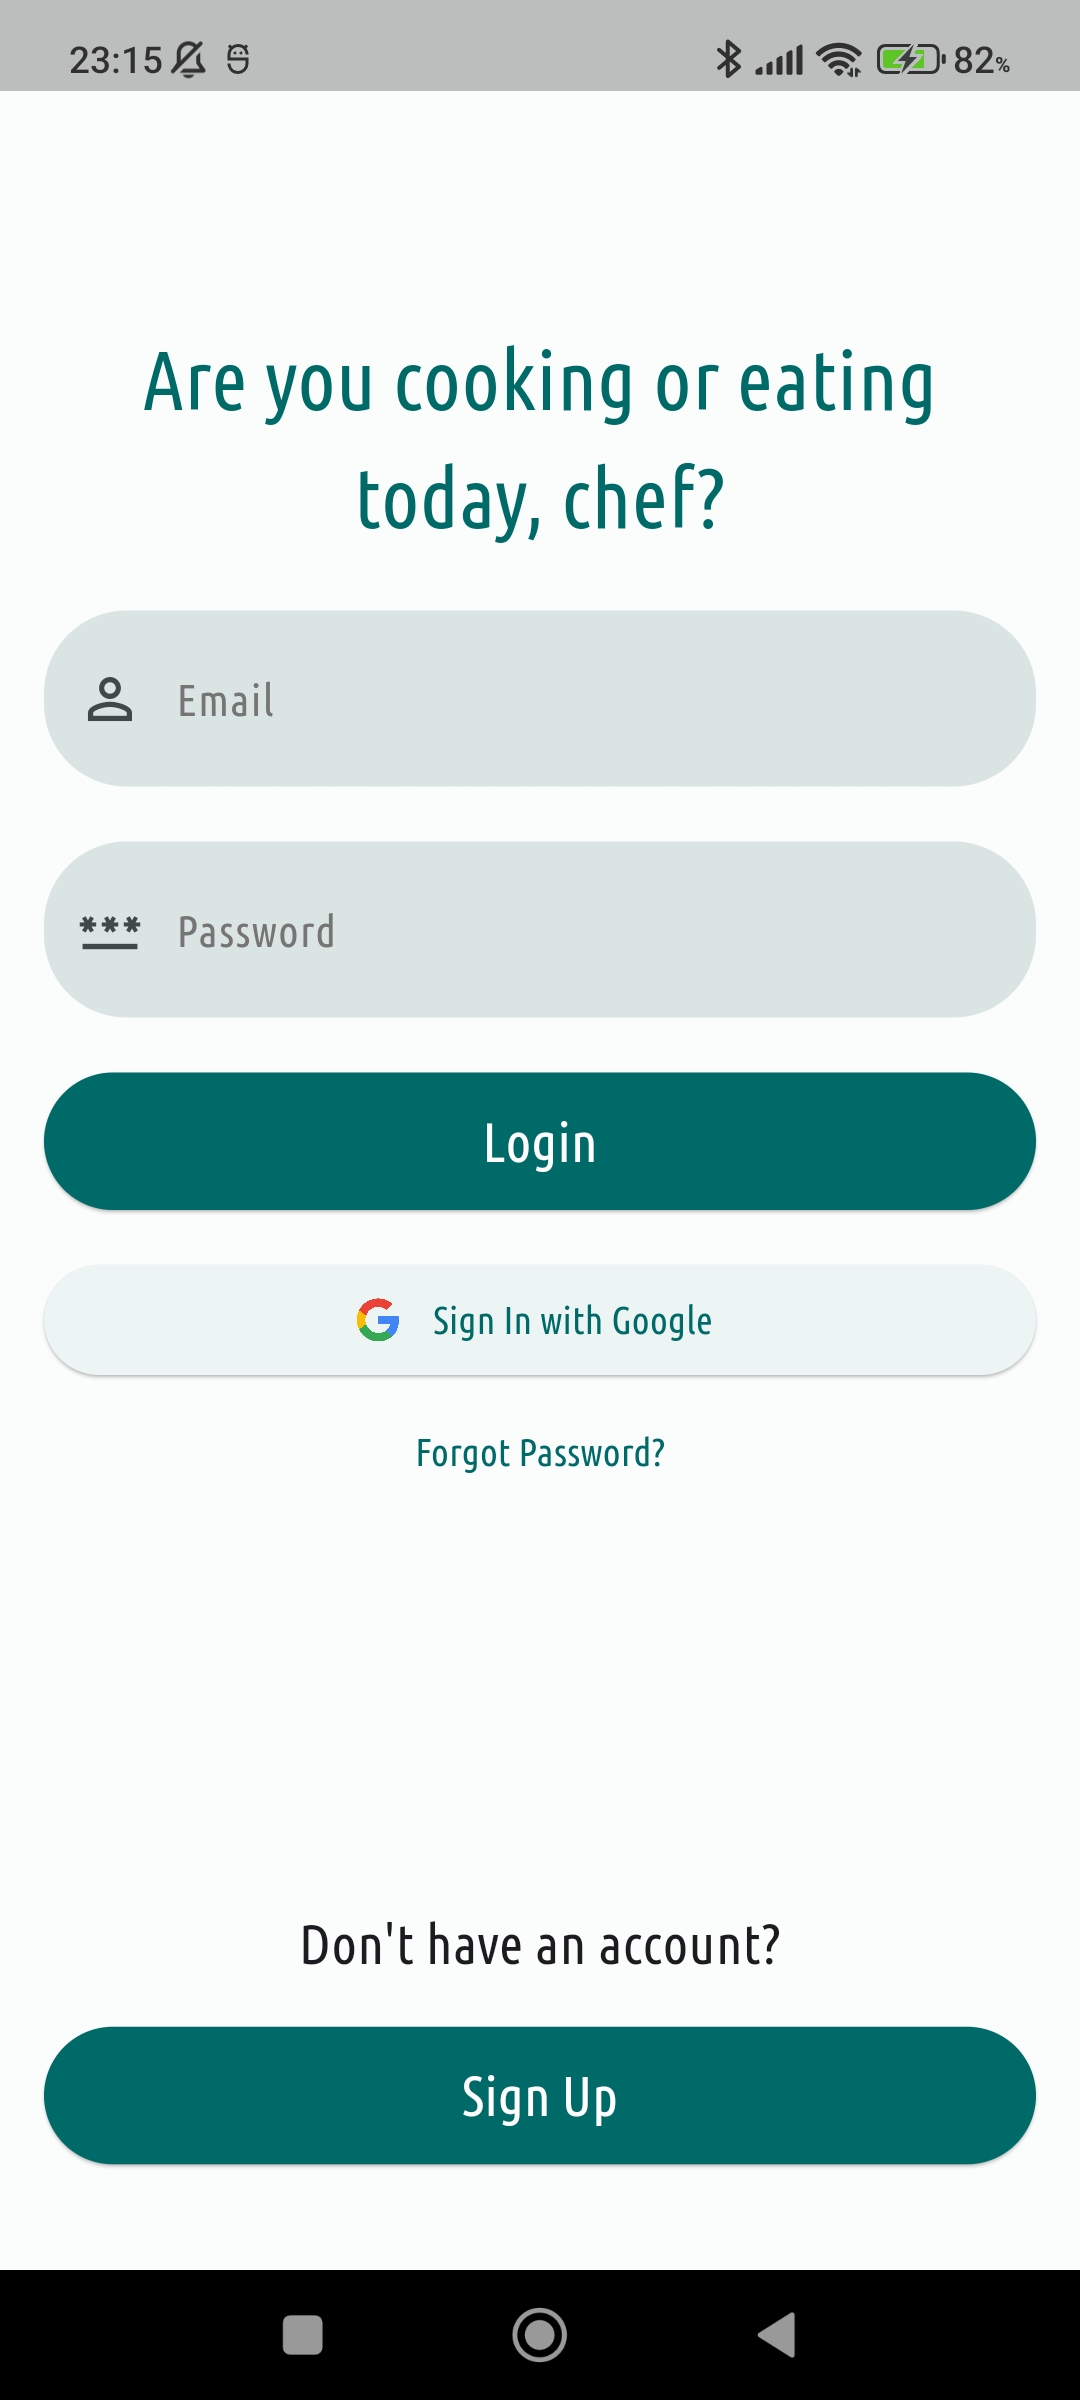 23:15 82%
Are you cooking or eating
today, chef?
Email
*** Password
Login
Sign In with Google
Forgot Password?
Don't have an account?
Sign Up